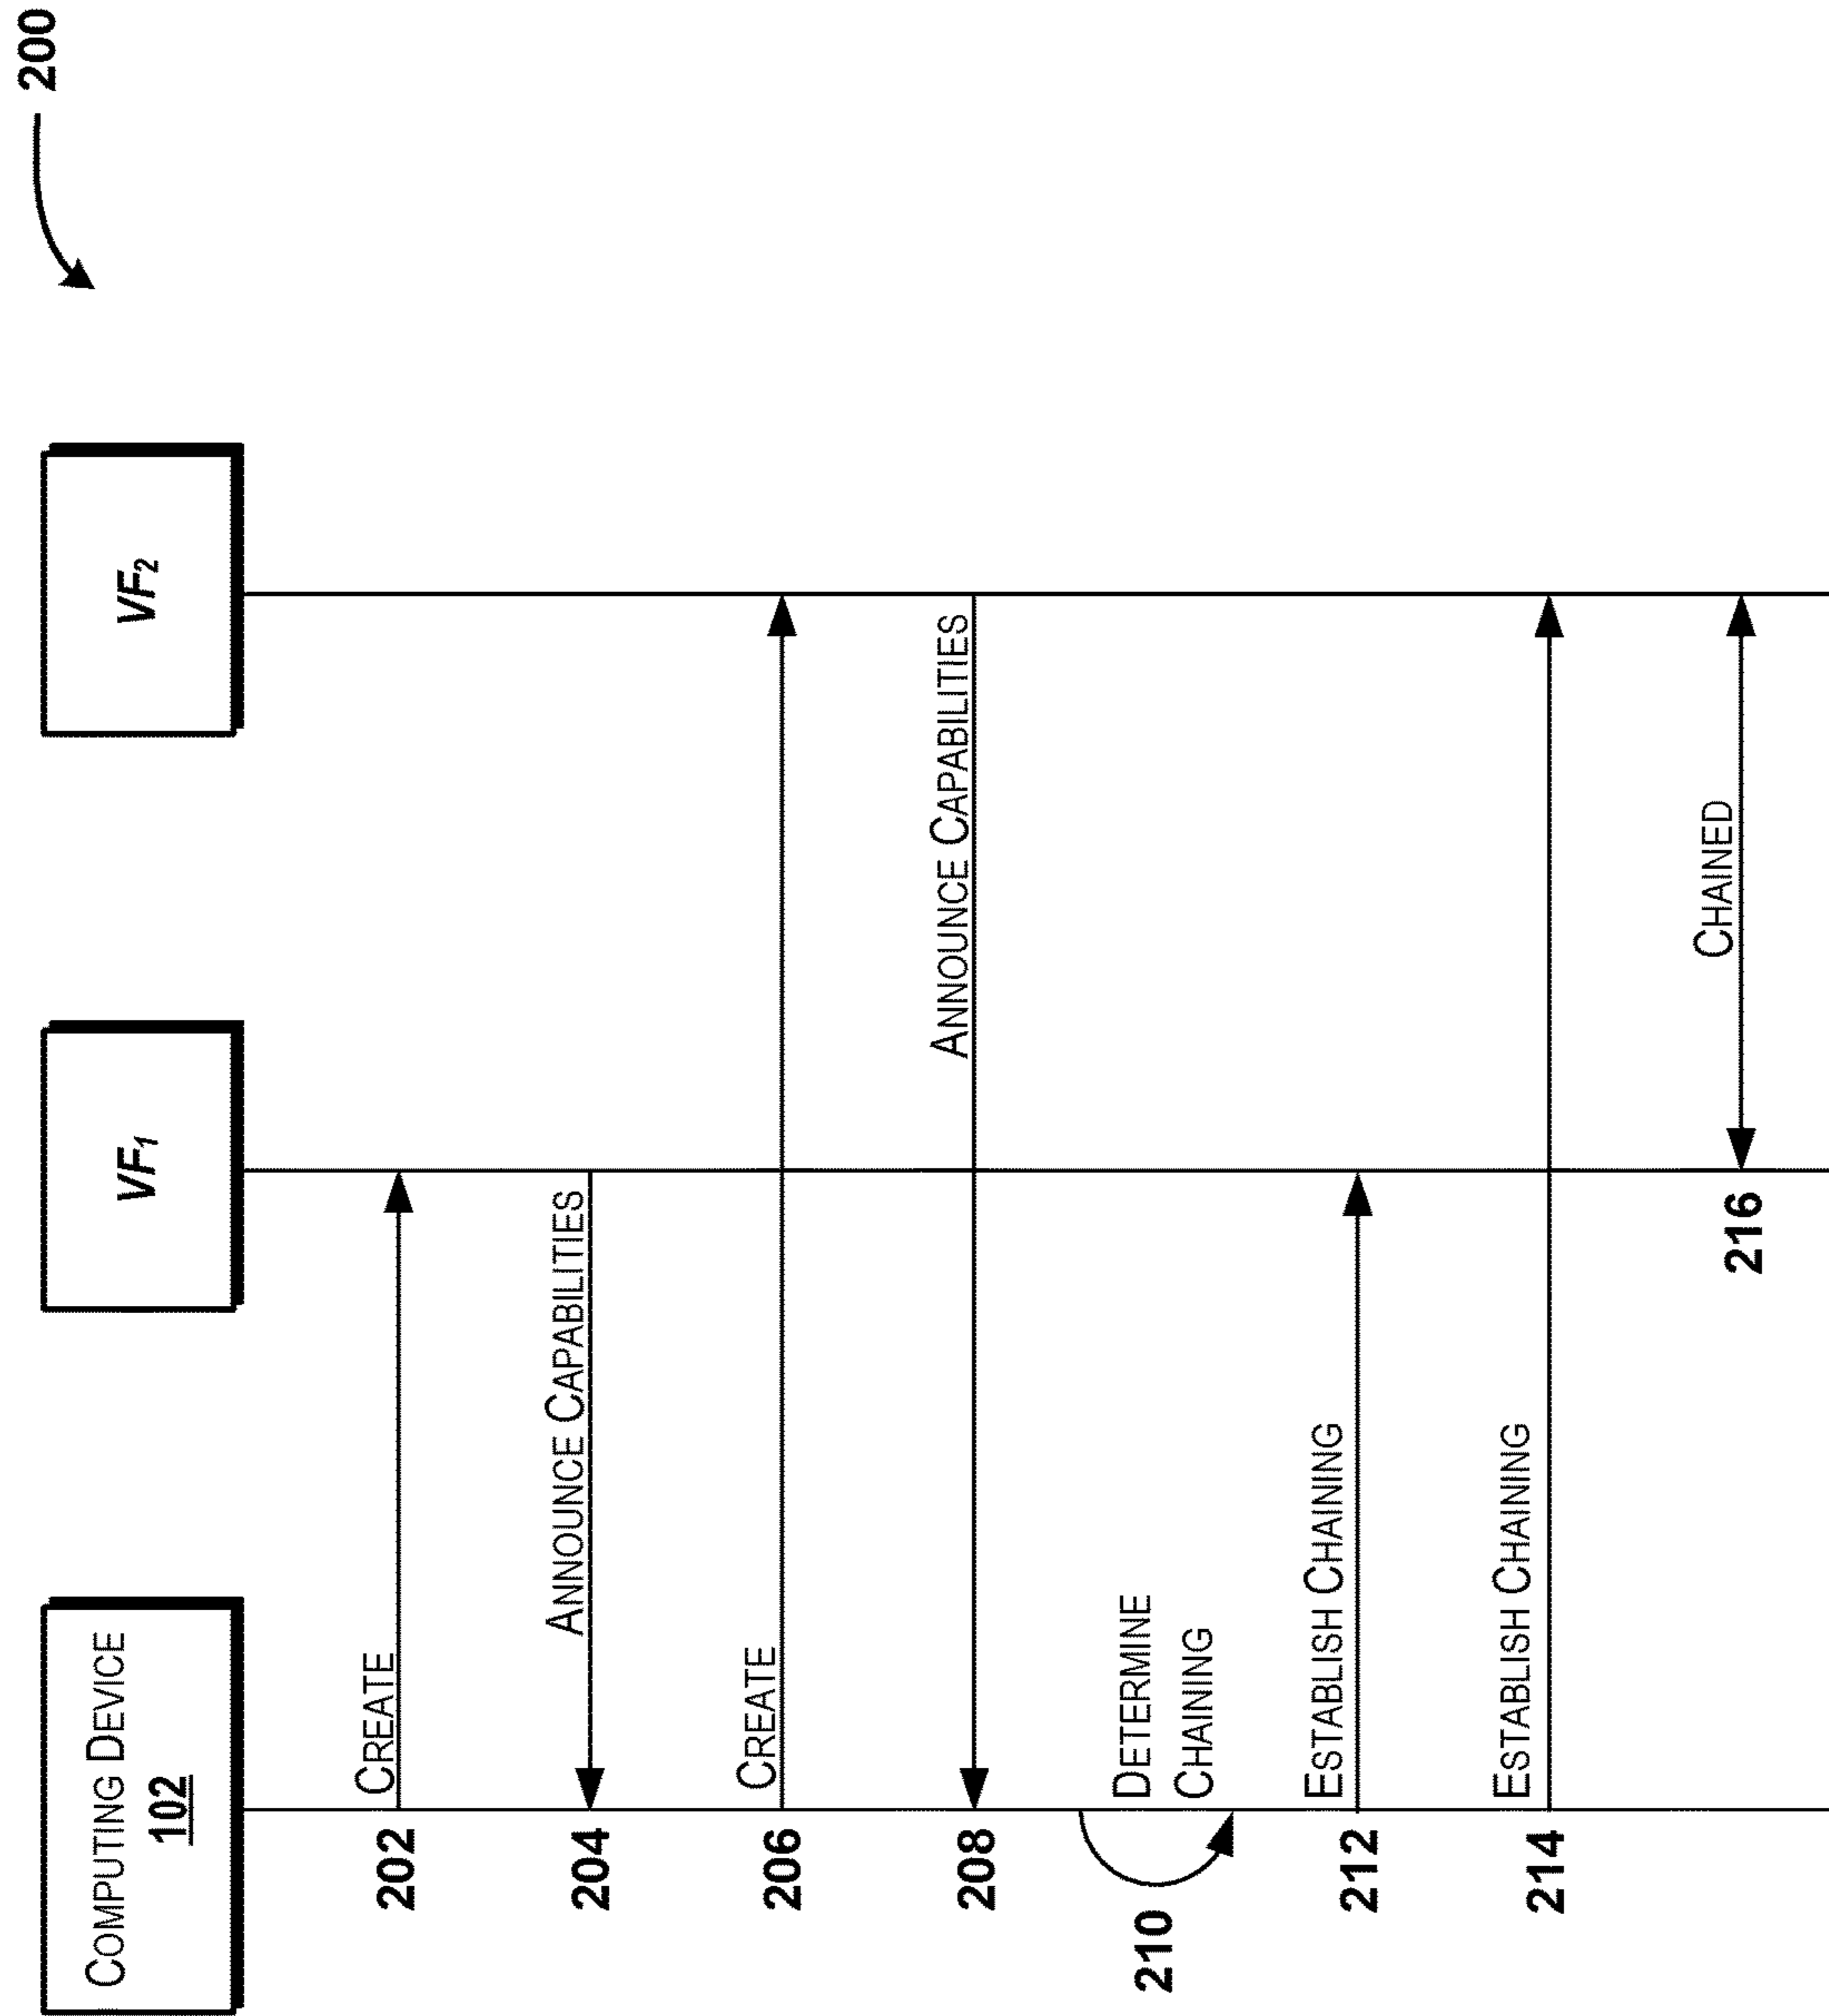 200
COMPUTING DEVICE
102
VF1
VF2
CREATE
202
ANNOUNCE CAPABILITIES
204
CREATE
206
ANNOUNCE CAPABILITIES
208
DETERMINE
CHAINING
210
ESTABLISH CHAINING
212
ESTABLISH CHAINING
214
CHAINED
216